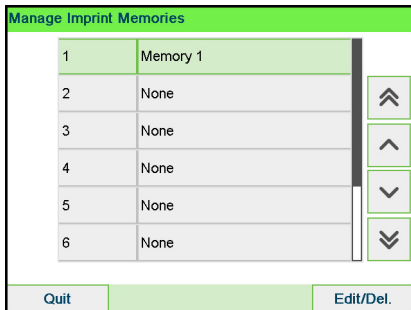 Manage Imprint Memories
1 Memory 1
2 None
3 None
4 None
5 None
6 None
Quit Edit/Del.